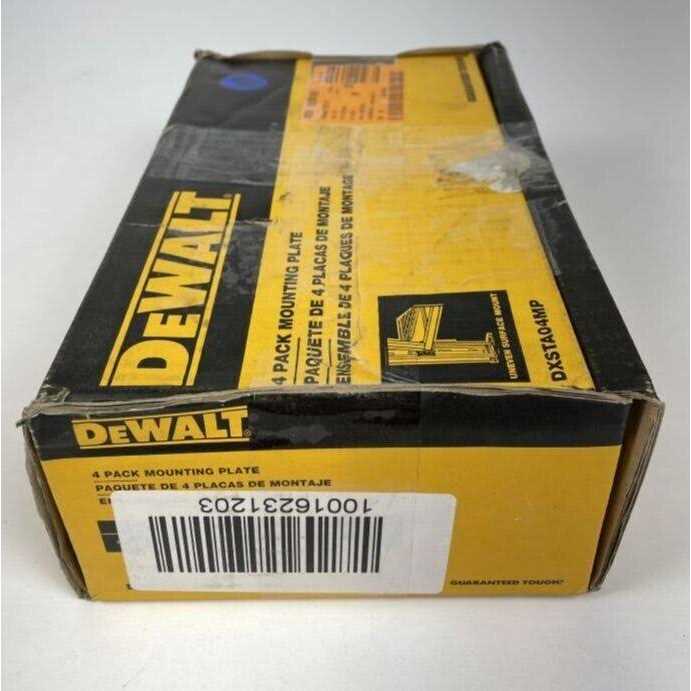 DEWALT
4 PACK MOUNTING PLATE
PAQUETE DE 4 PLACAS DE MONTAJE
ENSEMBLE DE 4 PLAQUES DE MONTAGE
UNEVEN SURFACE MOUNT
DXSTA04MP
DEWALT
4 PACK MOUNTING PLATE
PAQUETE DE 4 PLACAS DE MONTAJE
10016231203
GUARANTEED TOUGH